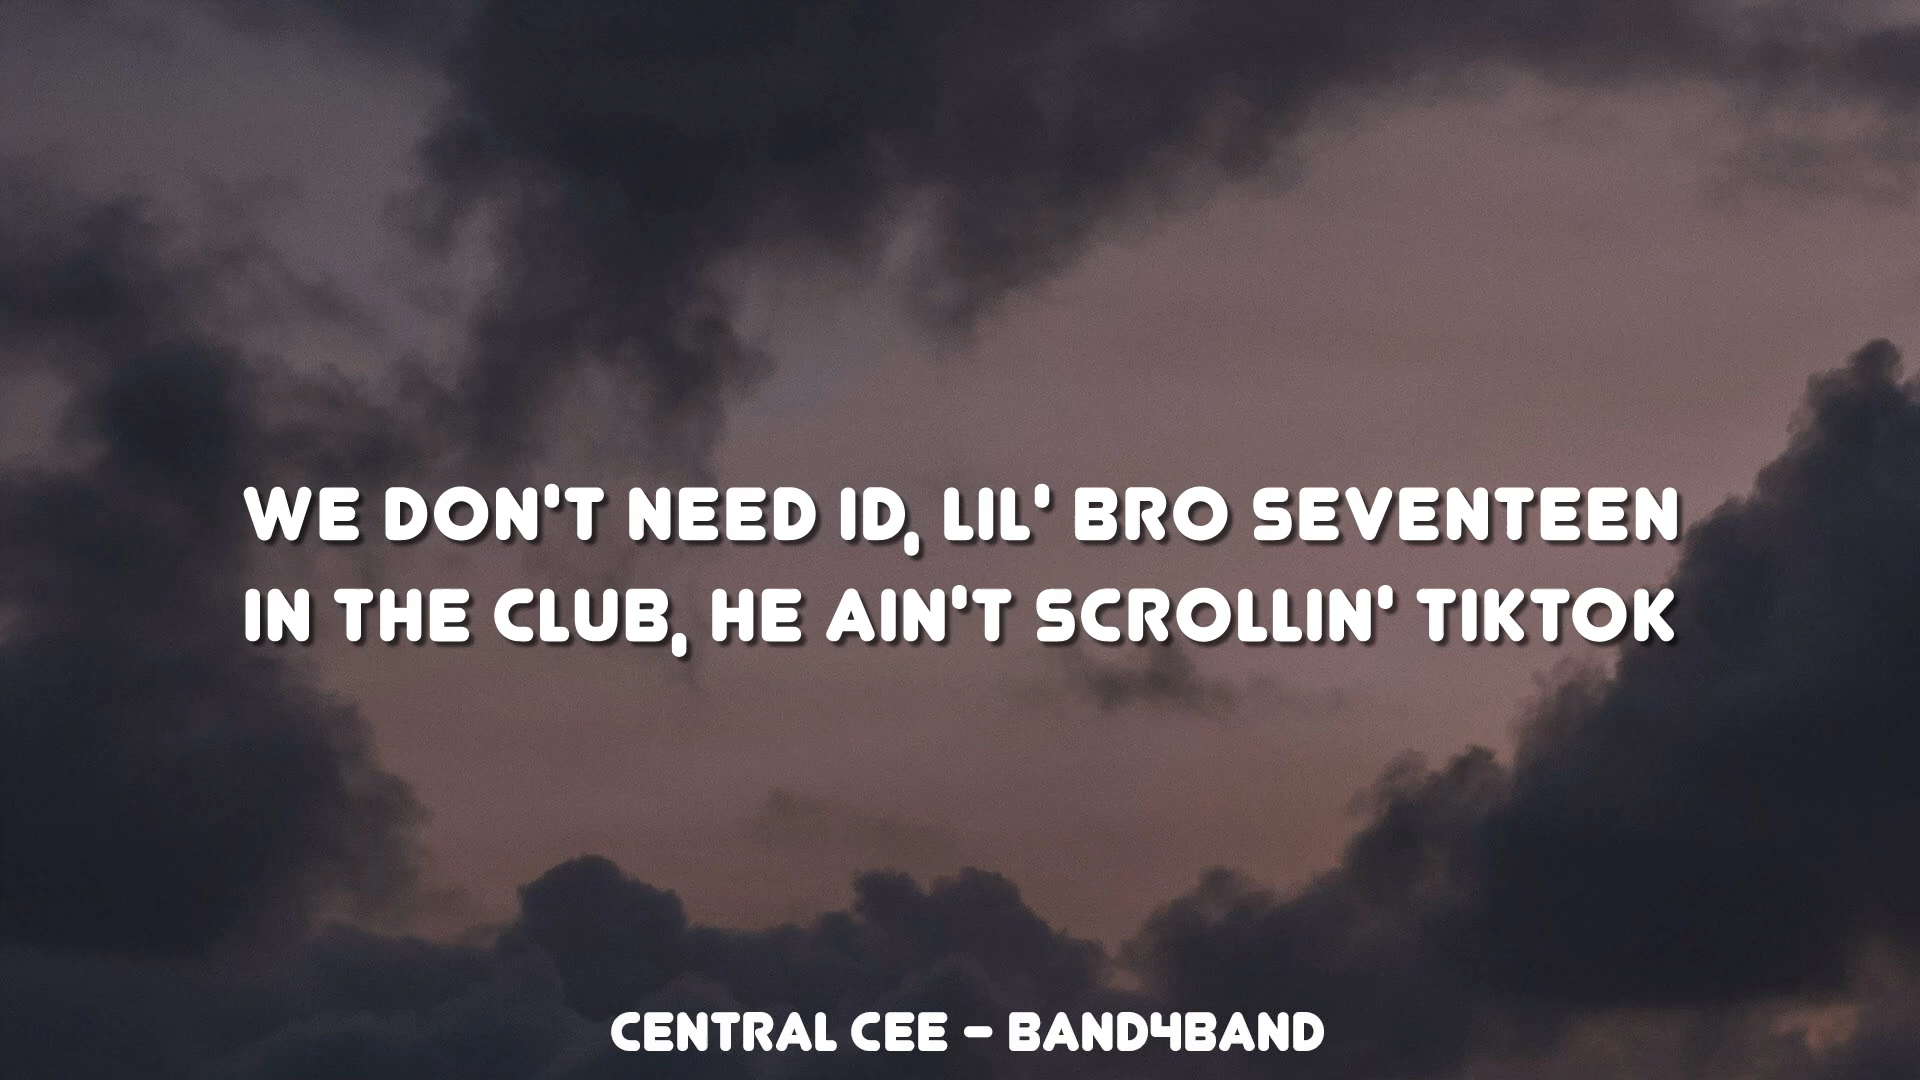 WE DON'T NEED ID, LIL' BRO SEVENTEEN
IN THE CLUB, HE AIN'T SCROLLIN' TIKTOK
CENTRAL CEE - BAND4BAND